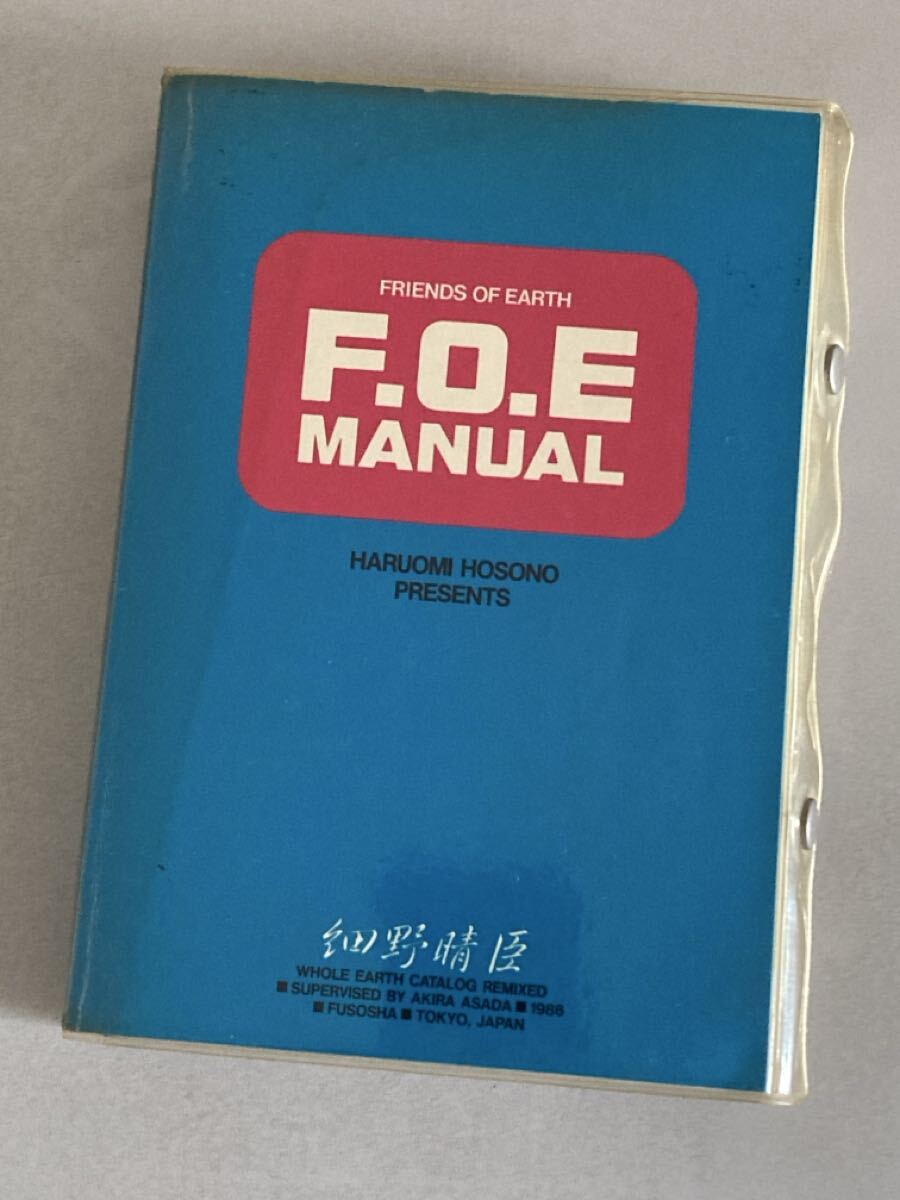 FRIENDS OF EARTH
F.O.E
MANUAL
HARUOMI HOSONO
PRESENTS
細野晴臣
WHOLE EARTH CATALOG REMIXED
■ SUPERVISED BY AKIRA ASADA ■ 1986
■ FUSOSHA ■ TOKYO, JAPAN